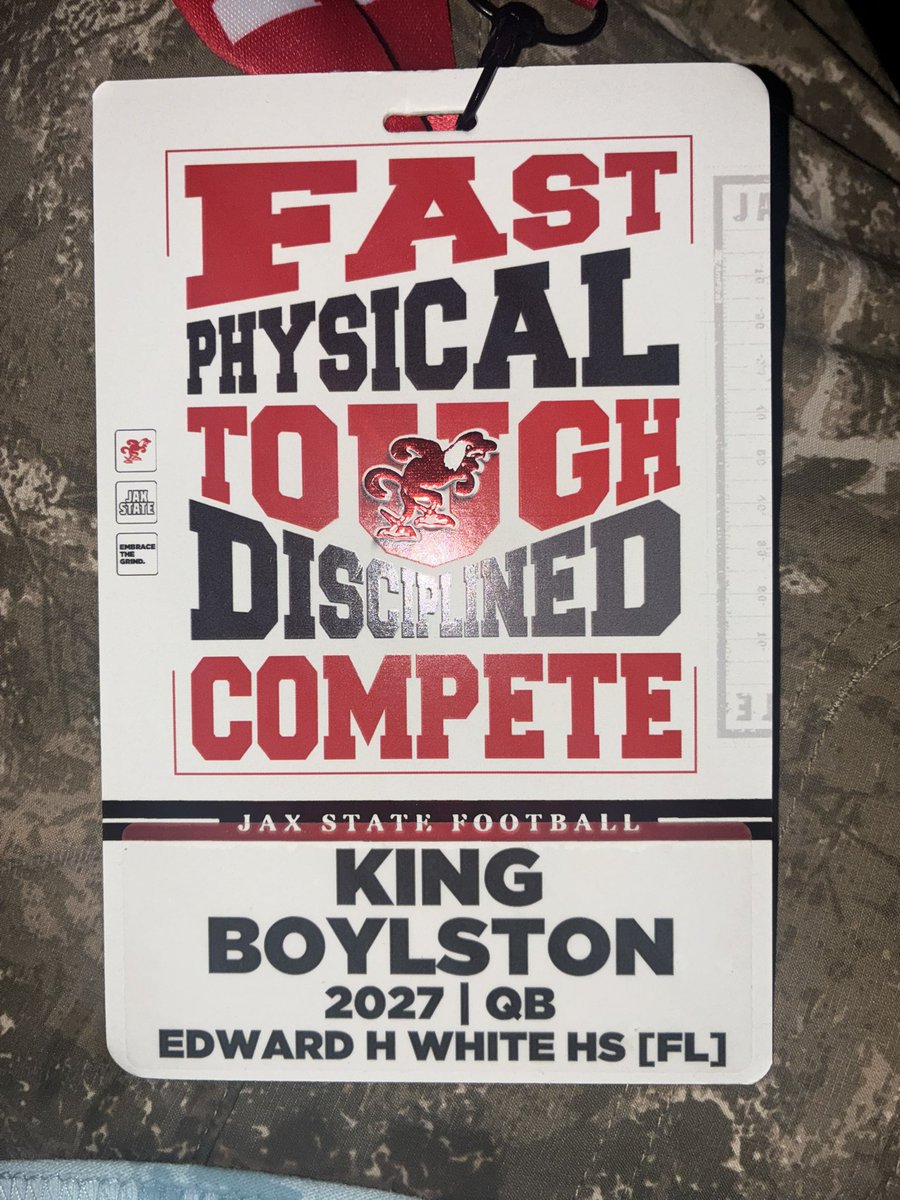 FAST
PHYSICAL
TOUGH
DISCIPLINED
COMPETE
JAX
STATE
EMBRACE
THE
GRIND.
JAX STATE FOOTBALL
KING
BOYLSTON
2027 | QB
EDWARD H WHITE HS [FL]